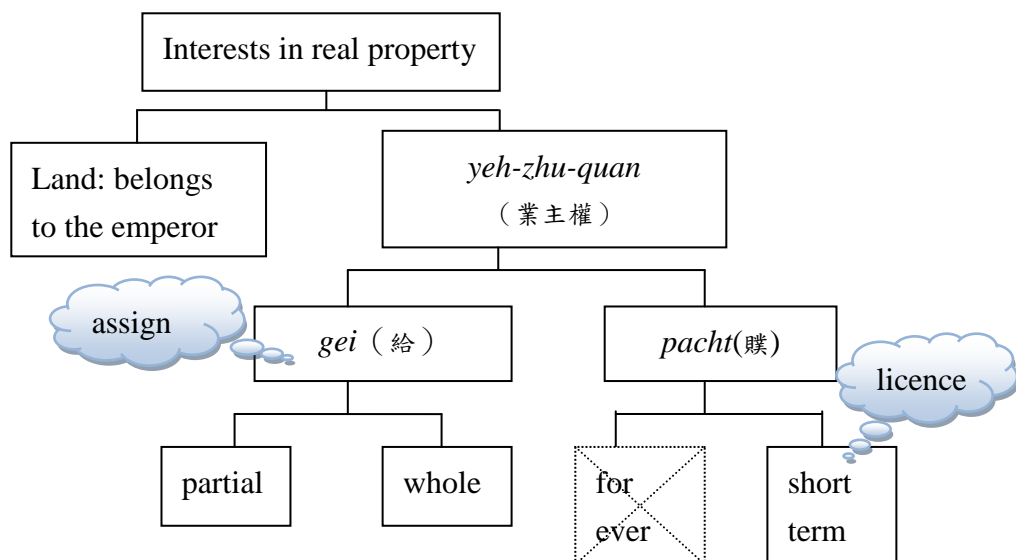 Interests in real property
Land: belongs
to the emperor
yeh-zhu-quan
（業主權）
assign
gei（給）
pacht(贌)
licence
partial
whole
for
ever
short
term